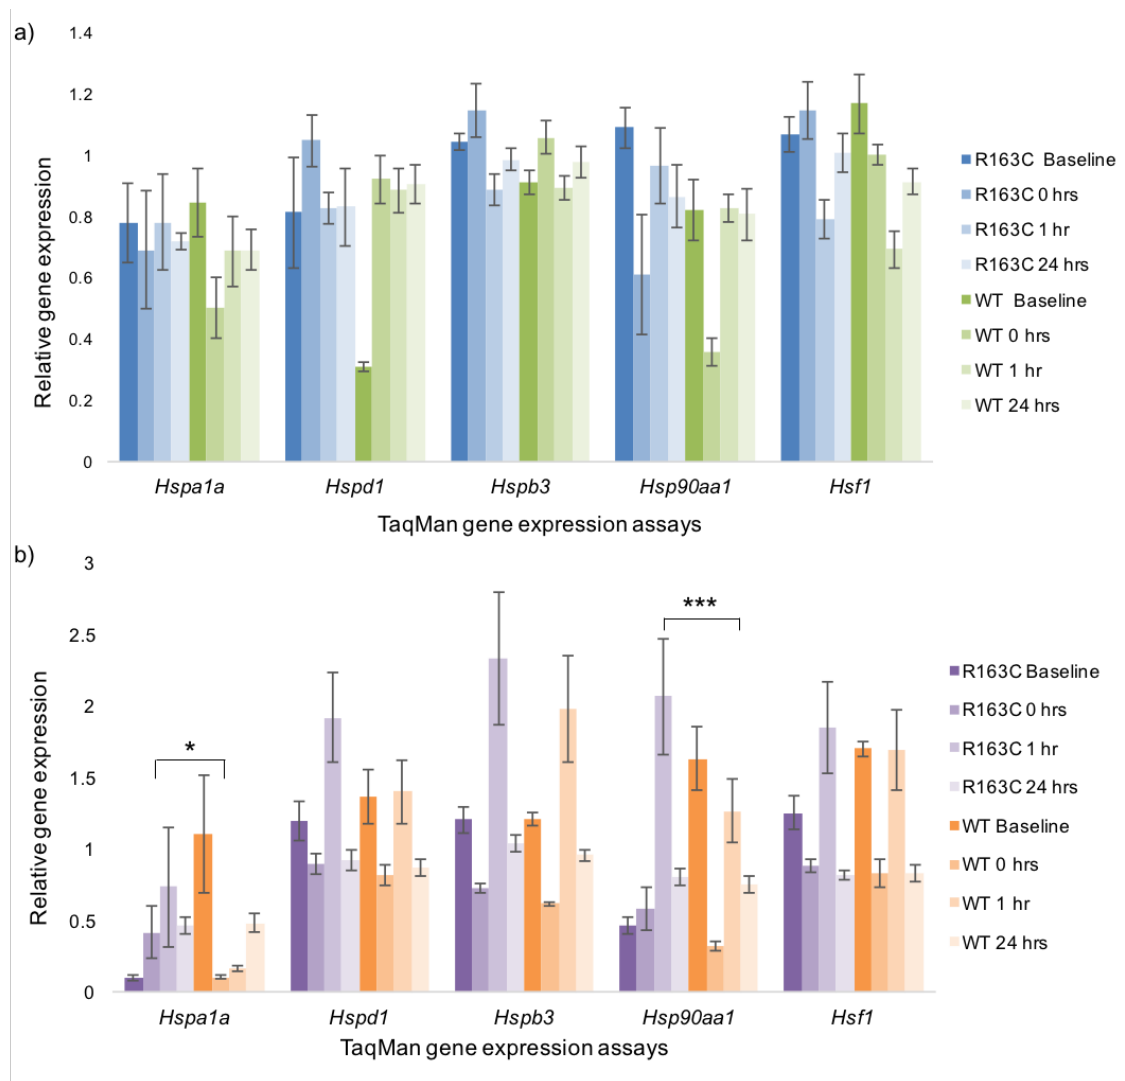 a)
1.4
1.2
1
0.8
0.6
0.4
0.2
0
Relative gene expression
Hspa1a Hspd1 Hspb3 Hsp90aa1 Hsf1
TaqMan gene expression assays
R163C Baseline
R163C 0 hrs
R163C 1 hr
R163C 24 hrs
WT Baseline
WT 0 hrs
WT 1 hr
WT 24 hrs
b)
3
2.5
2
1.5
1
0.5
0
Relative gene expression
*
***
Hspa1a Hspd1 Hspb3 Hsp90aa1 Hsf1
TaqMan gene expression assays
R163C Baseline
R163C 0 hrs
R163C 1 hr
R163C 24 hrs
WT Baseline
WT 0 hrs
WT 1 hr
WT 24 hrs